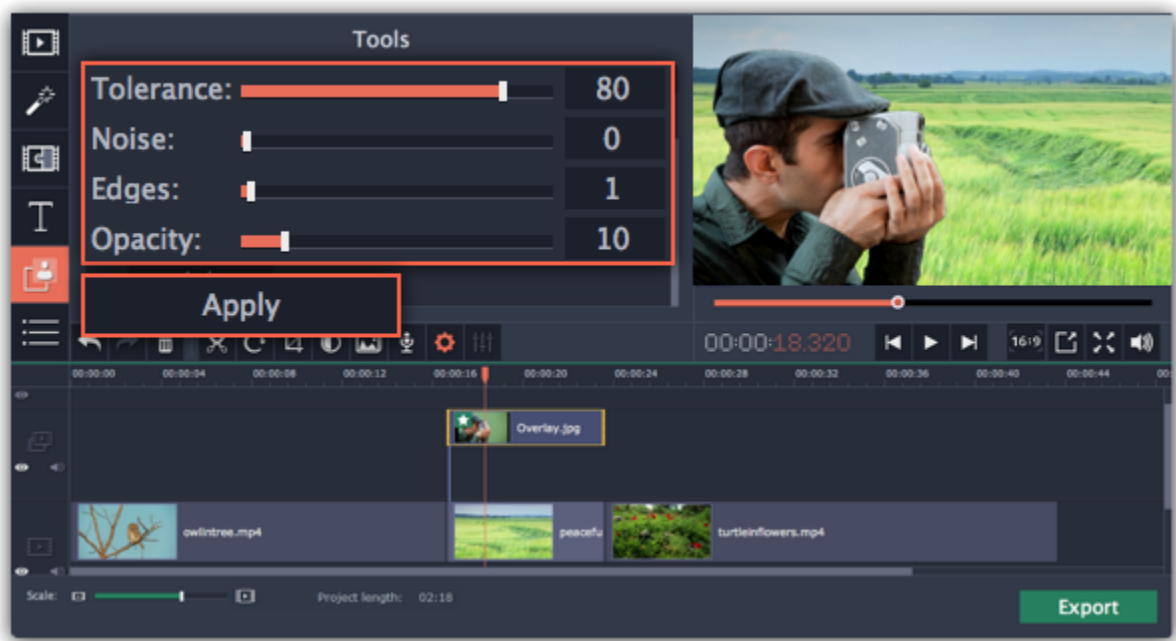 Tools
Tolerance: 80
Noise: 0
Edges: 1
Opacity: 10
Apply
T
00:00:18.320
16:9
00:00:00 00:00:04 00:00:08 00:00:12 00:00:16 00:00:20 00:00:24 00:00:28 00:00:32 00:00:36 00:00:40 00:00:44 00:
Overlay.jpg
owlintree.mp4 peacefu turtleinflowers.mp4
Scale: Project length: 02:18
Export